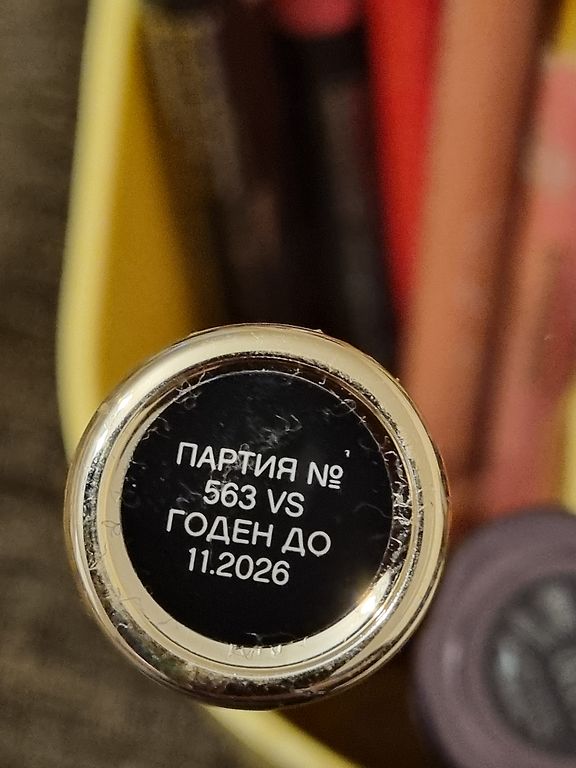 ПАРТИЯ №
563 VS
ГОДЕН ДО
11.2026